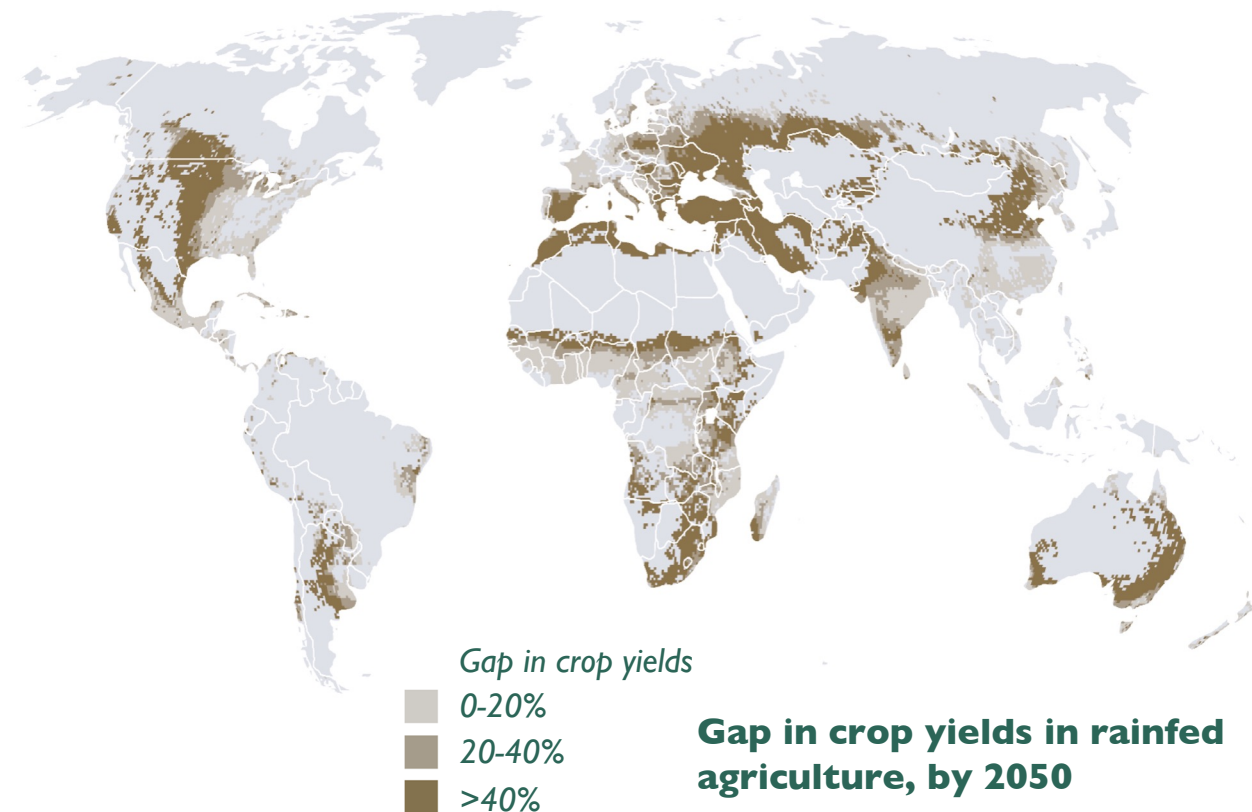 Gap in crop yields
0-20%
20-40%
>40%
Gap in crop yields in rainfed
agriculture, by 2050